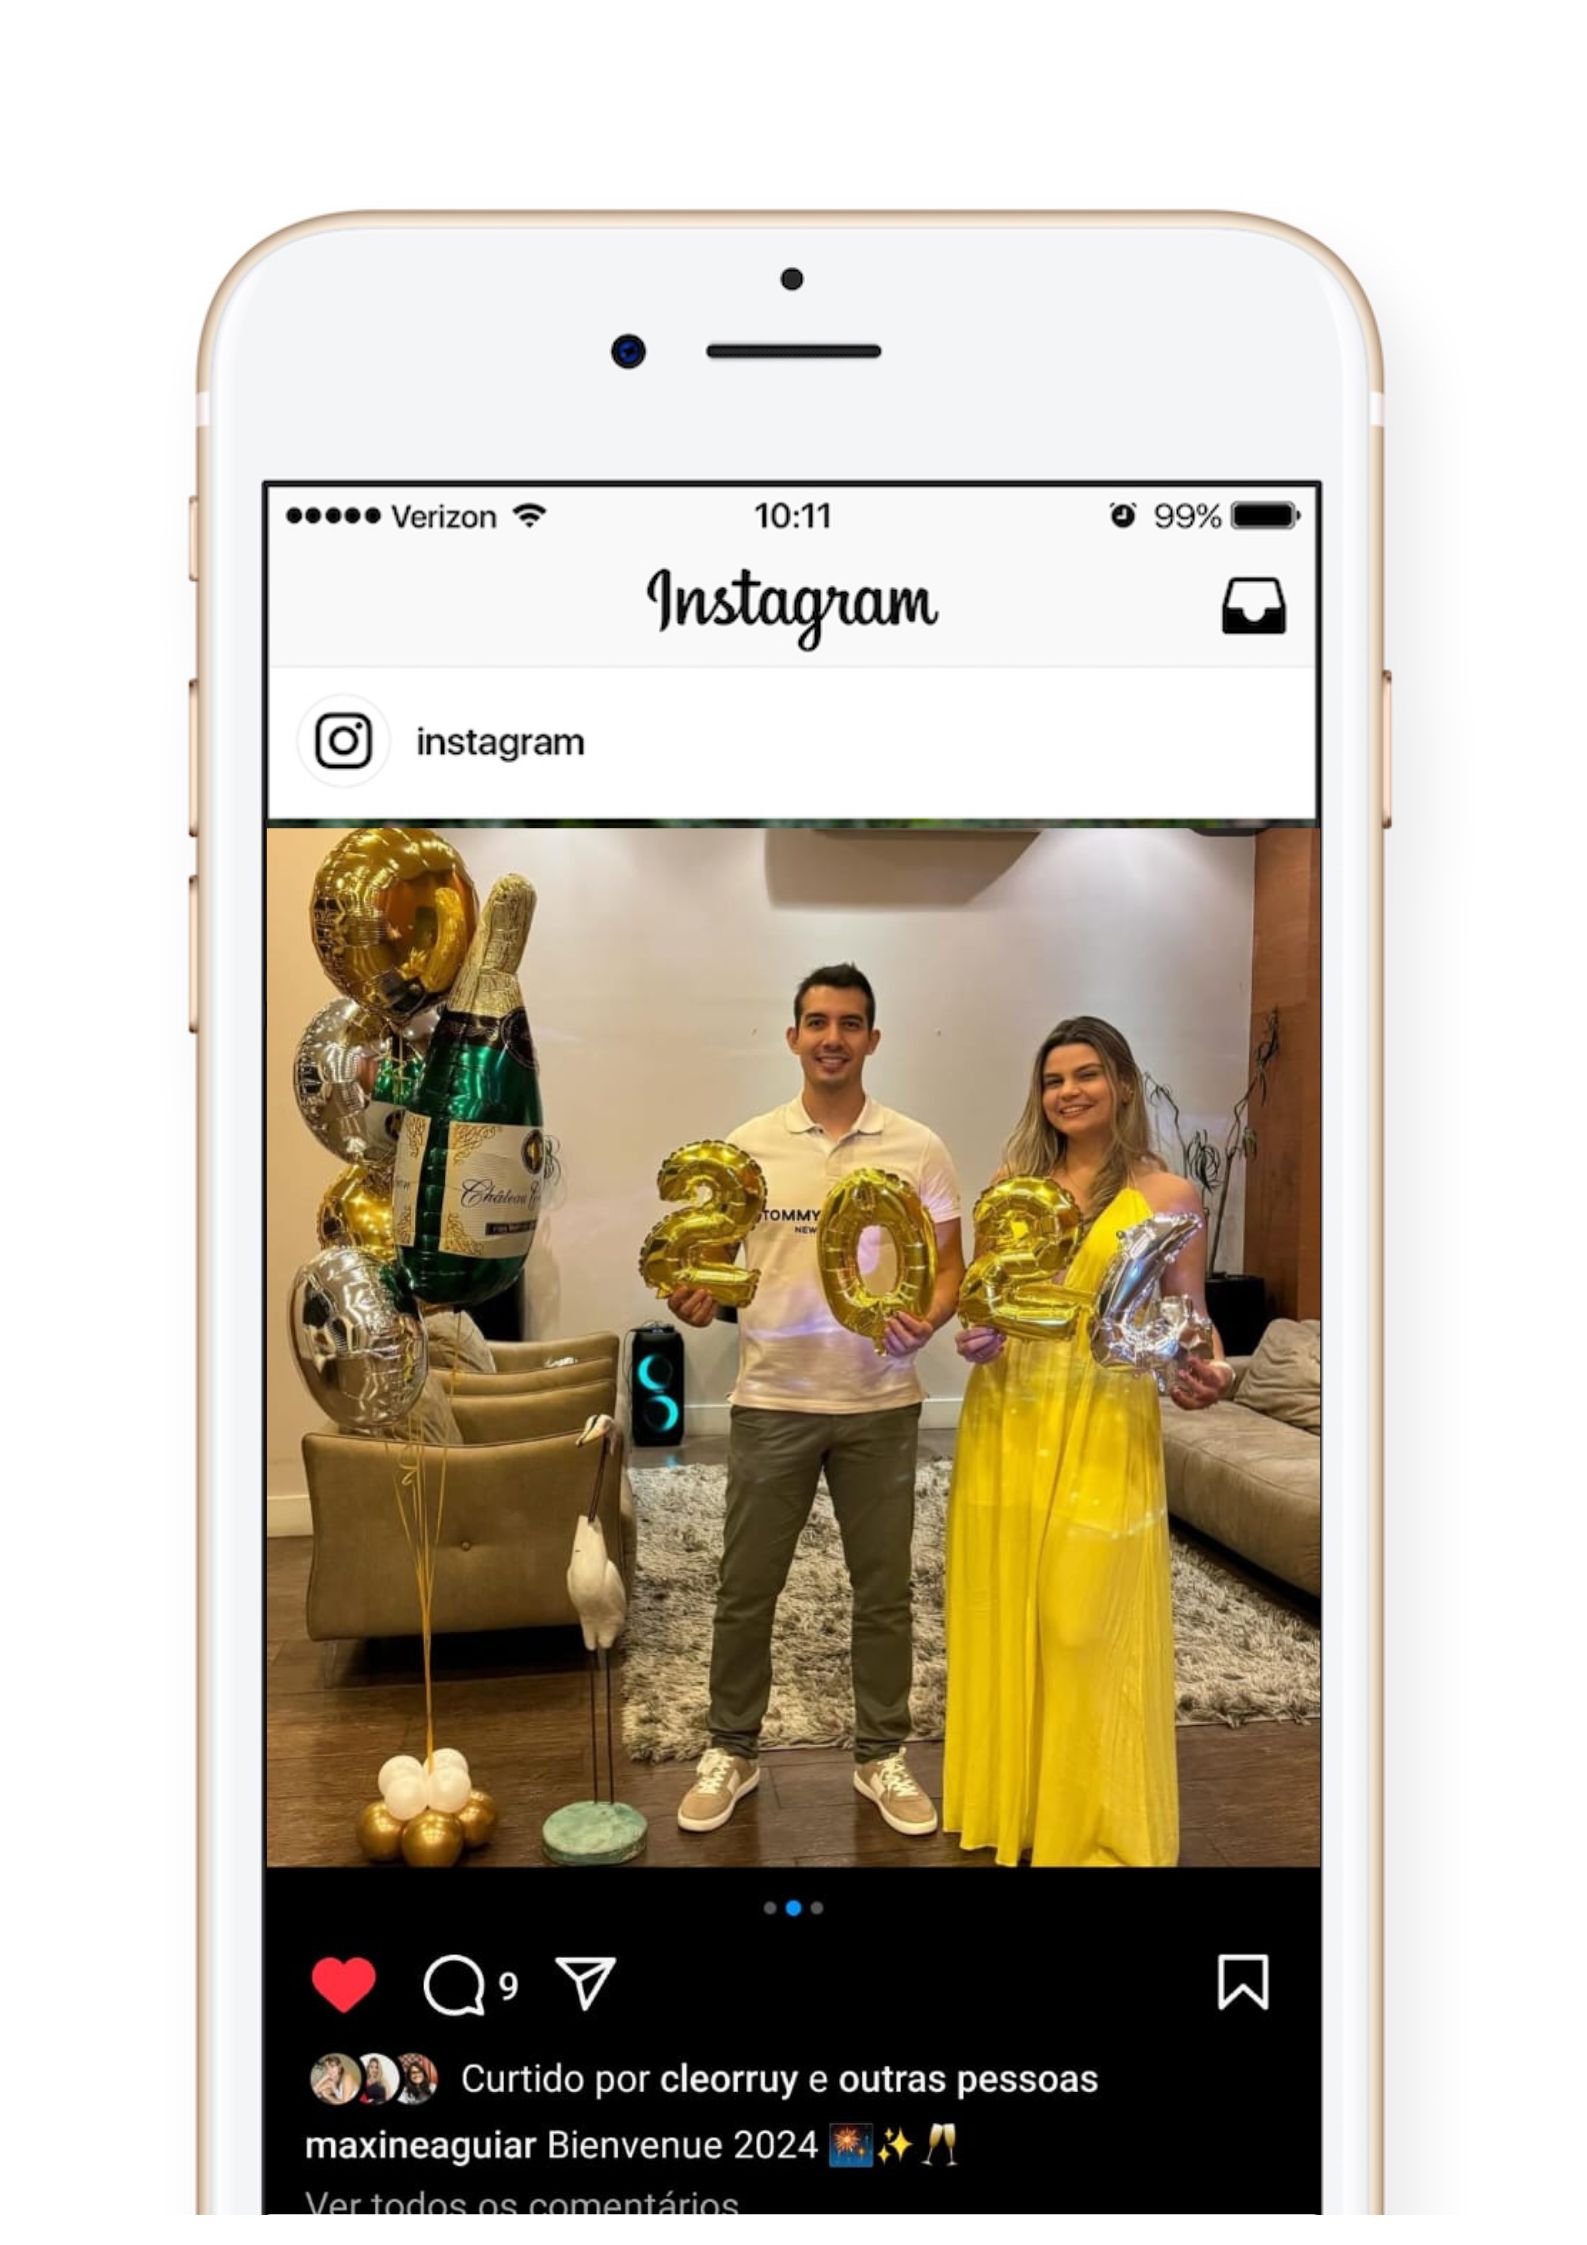 Verizon 10:11 99%
Instagram
instagram
Château
TOMMY
NEW
2024
9
Curtido por cleorruy e outras pessoas
maxineaguiar Bienvenue 2024 🎆✨🥂
Ver todos os comentários